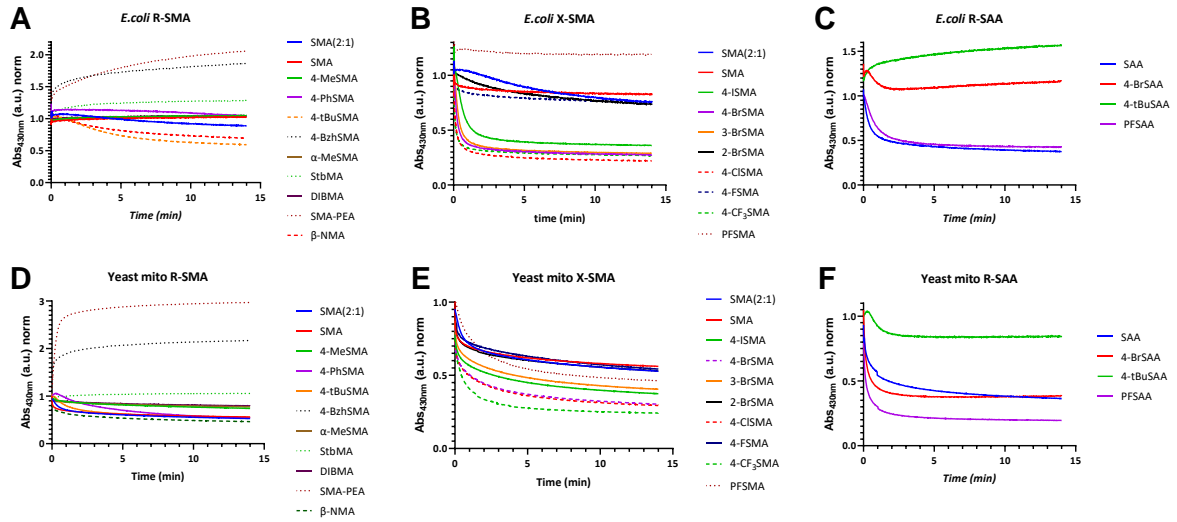 A
E.coli R-SMA
Abs430nm (a.u.) norm
2.0
1.5
1.0
0.5
0.0
0
5
10
15
Time (min)
SMA(2:1)
SMA
4-MeSMA
4-PhSMA
4-tBuSMA
4-BzhSMA
α-MeSMA
StbMA
DIBMA
SMA-PEA
β-NMA
B
E.coli X-SMA
Abs430nm (a.u.) norm
1.0
0.5
0.0
0
5
10
15
time (min)
SMA(2:1)
SMA
4-ISMA
4-BrSMA
3-BrSMA
2-BrSMA
4-ClSMA
4-FSMA
4-CF3SMA
PFSMA
C
E.coli R-SAA
Abs430nm (a.u.) norm
1.5
1.0
0.5
0.0
0
5
10
15
Time (min)
SAA
4-BrSAA
4-tBuSAA
PFSAA
D
Yeast mito R-SMA
Abs430nm (a.u.) norm
3
2
1
0
0
5
10
15
Time (min)
SMA(2:1)
SMA
4-MeSMA
4-PhSMA
4-tBuSMA
4-BzhSMA
α-MeSMA
StbMA
DIBMA
SMA-PEA
β-NMA
E
Yeast mito X-SMA
Abs430nm (a.u.) norm
1.0
0.5
0.0
0
5
10
15
Time (min)
SMA(2:1)
SMA
4-ISMA
4-BrSMA
3-BrSMA
2-BrSMA
4-ClSMA
4-FSMA
4-CF3SMA
PFSMA
F
Yeast mito R-SAA
Abs430nm (a.u.) norm
1.0
0.5
0.0
0
5
10
15
Time (min)
SAA
4-BrSAA
4-tBuSAA
PFSAA